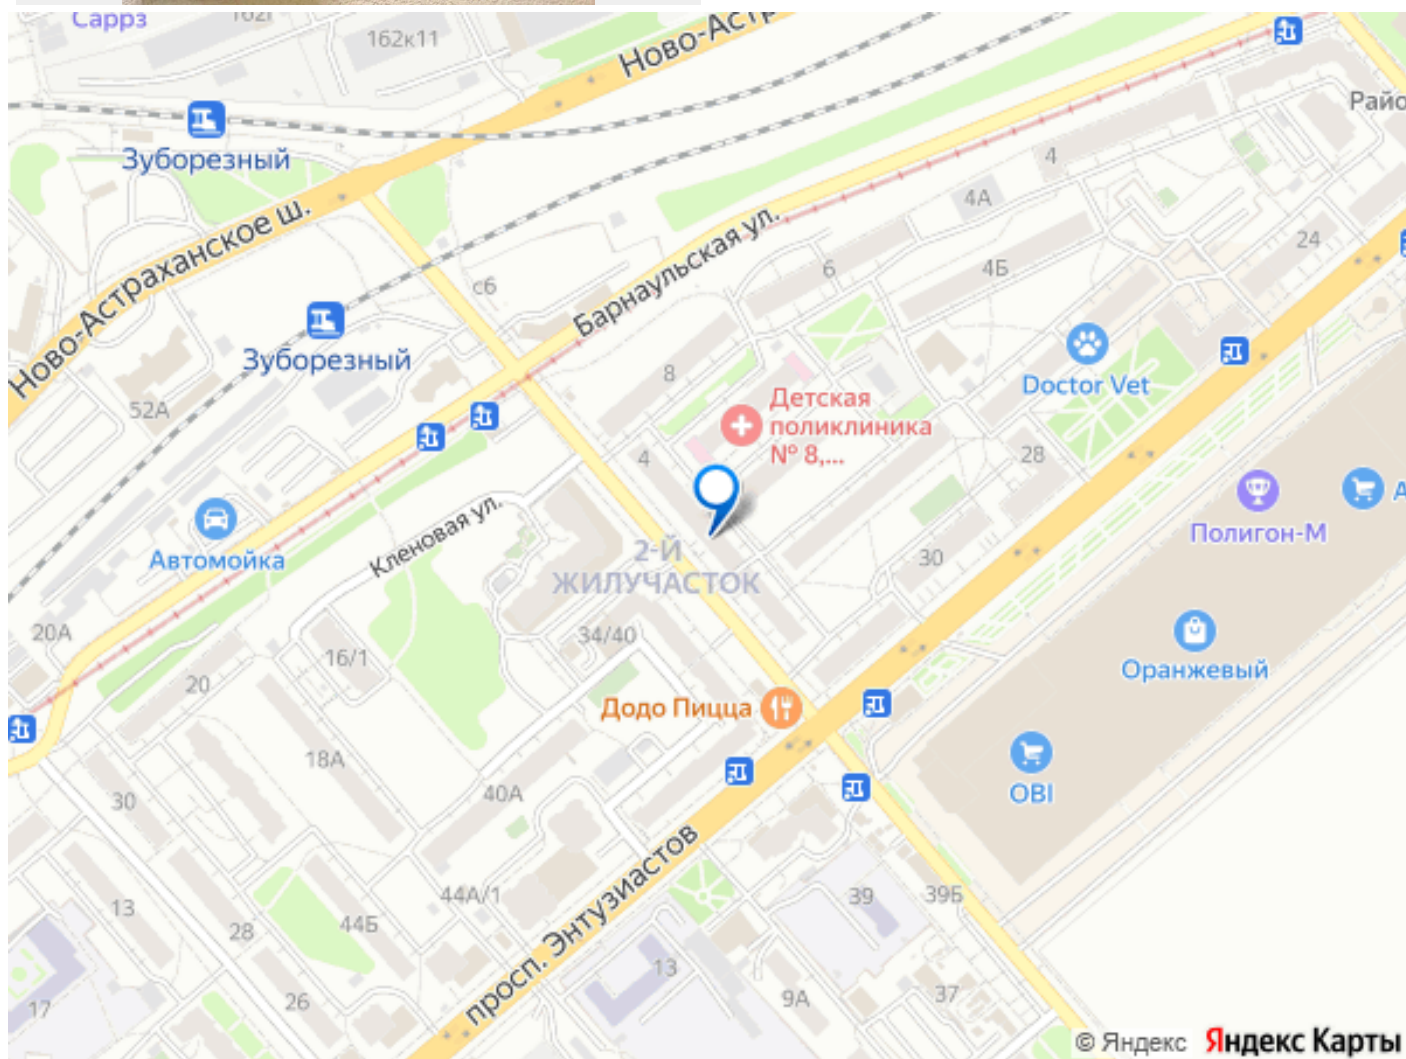 Саррз
162к11
Ново-Аст
Зуборезный
Райо
4
4А
Ново-Астраханское ш.
Барнаульская ул.
24
6
4Б
с6
Зуборезный
8
52А
Doctor Vet
Детская
поликлиника
№ 8,...
4
28
Кленовая ул.
Автомойка
Полигон-М
А
2-Й
ЖИЛУЧАСТОК
30
20А
34/40
16/1
Оранжевый
20
Додо Пицца
18А
40А
30
OBI
просп. Энтузиастов
44А/1
39
39Б
13
44Б
28
13
17
26
9А
37
© Яндекс Яндекс Карты